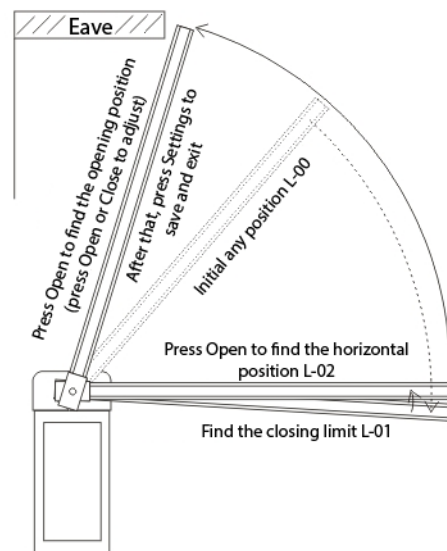 Eave
Press Open to find the opening position
(press Open or Close to adjust)
After that, press Settings to
save and exit
Initial any position L-00
Press Open to find the horizontal
position L-02
Find the closing limit L-01